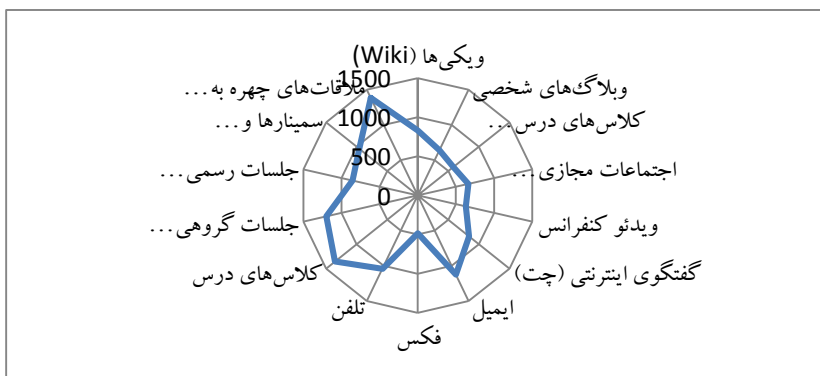 ویکی‌ها (Wiki)
وبلاگ‌های شخصی
کلاس‌های درس...
اجتماعات مجازی...
ویدئو کنفرانس
گفتگوی اینترنتی (چت)
ایمیل
فکس
تلفن
کلاس‌های درس
جلسات گروهی...
جلسات رسمی...
سمینارها و...
ملاقات‌های چهره به...
1500
1000
500
0